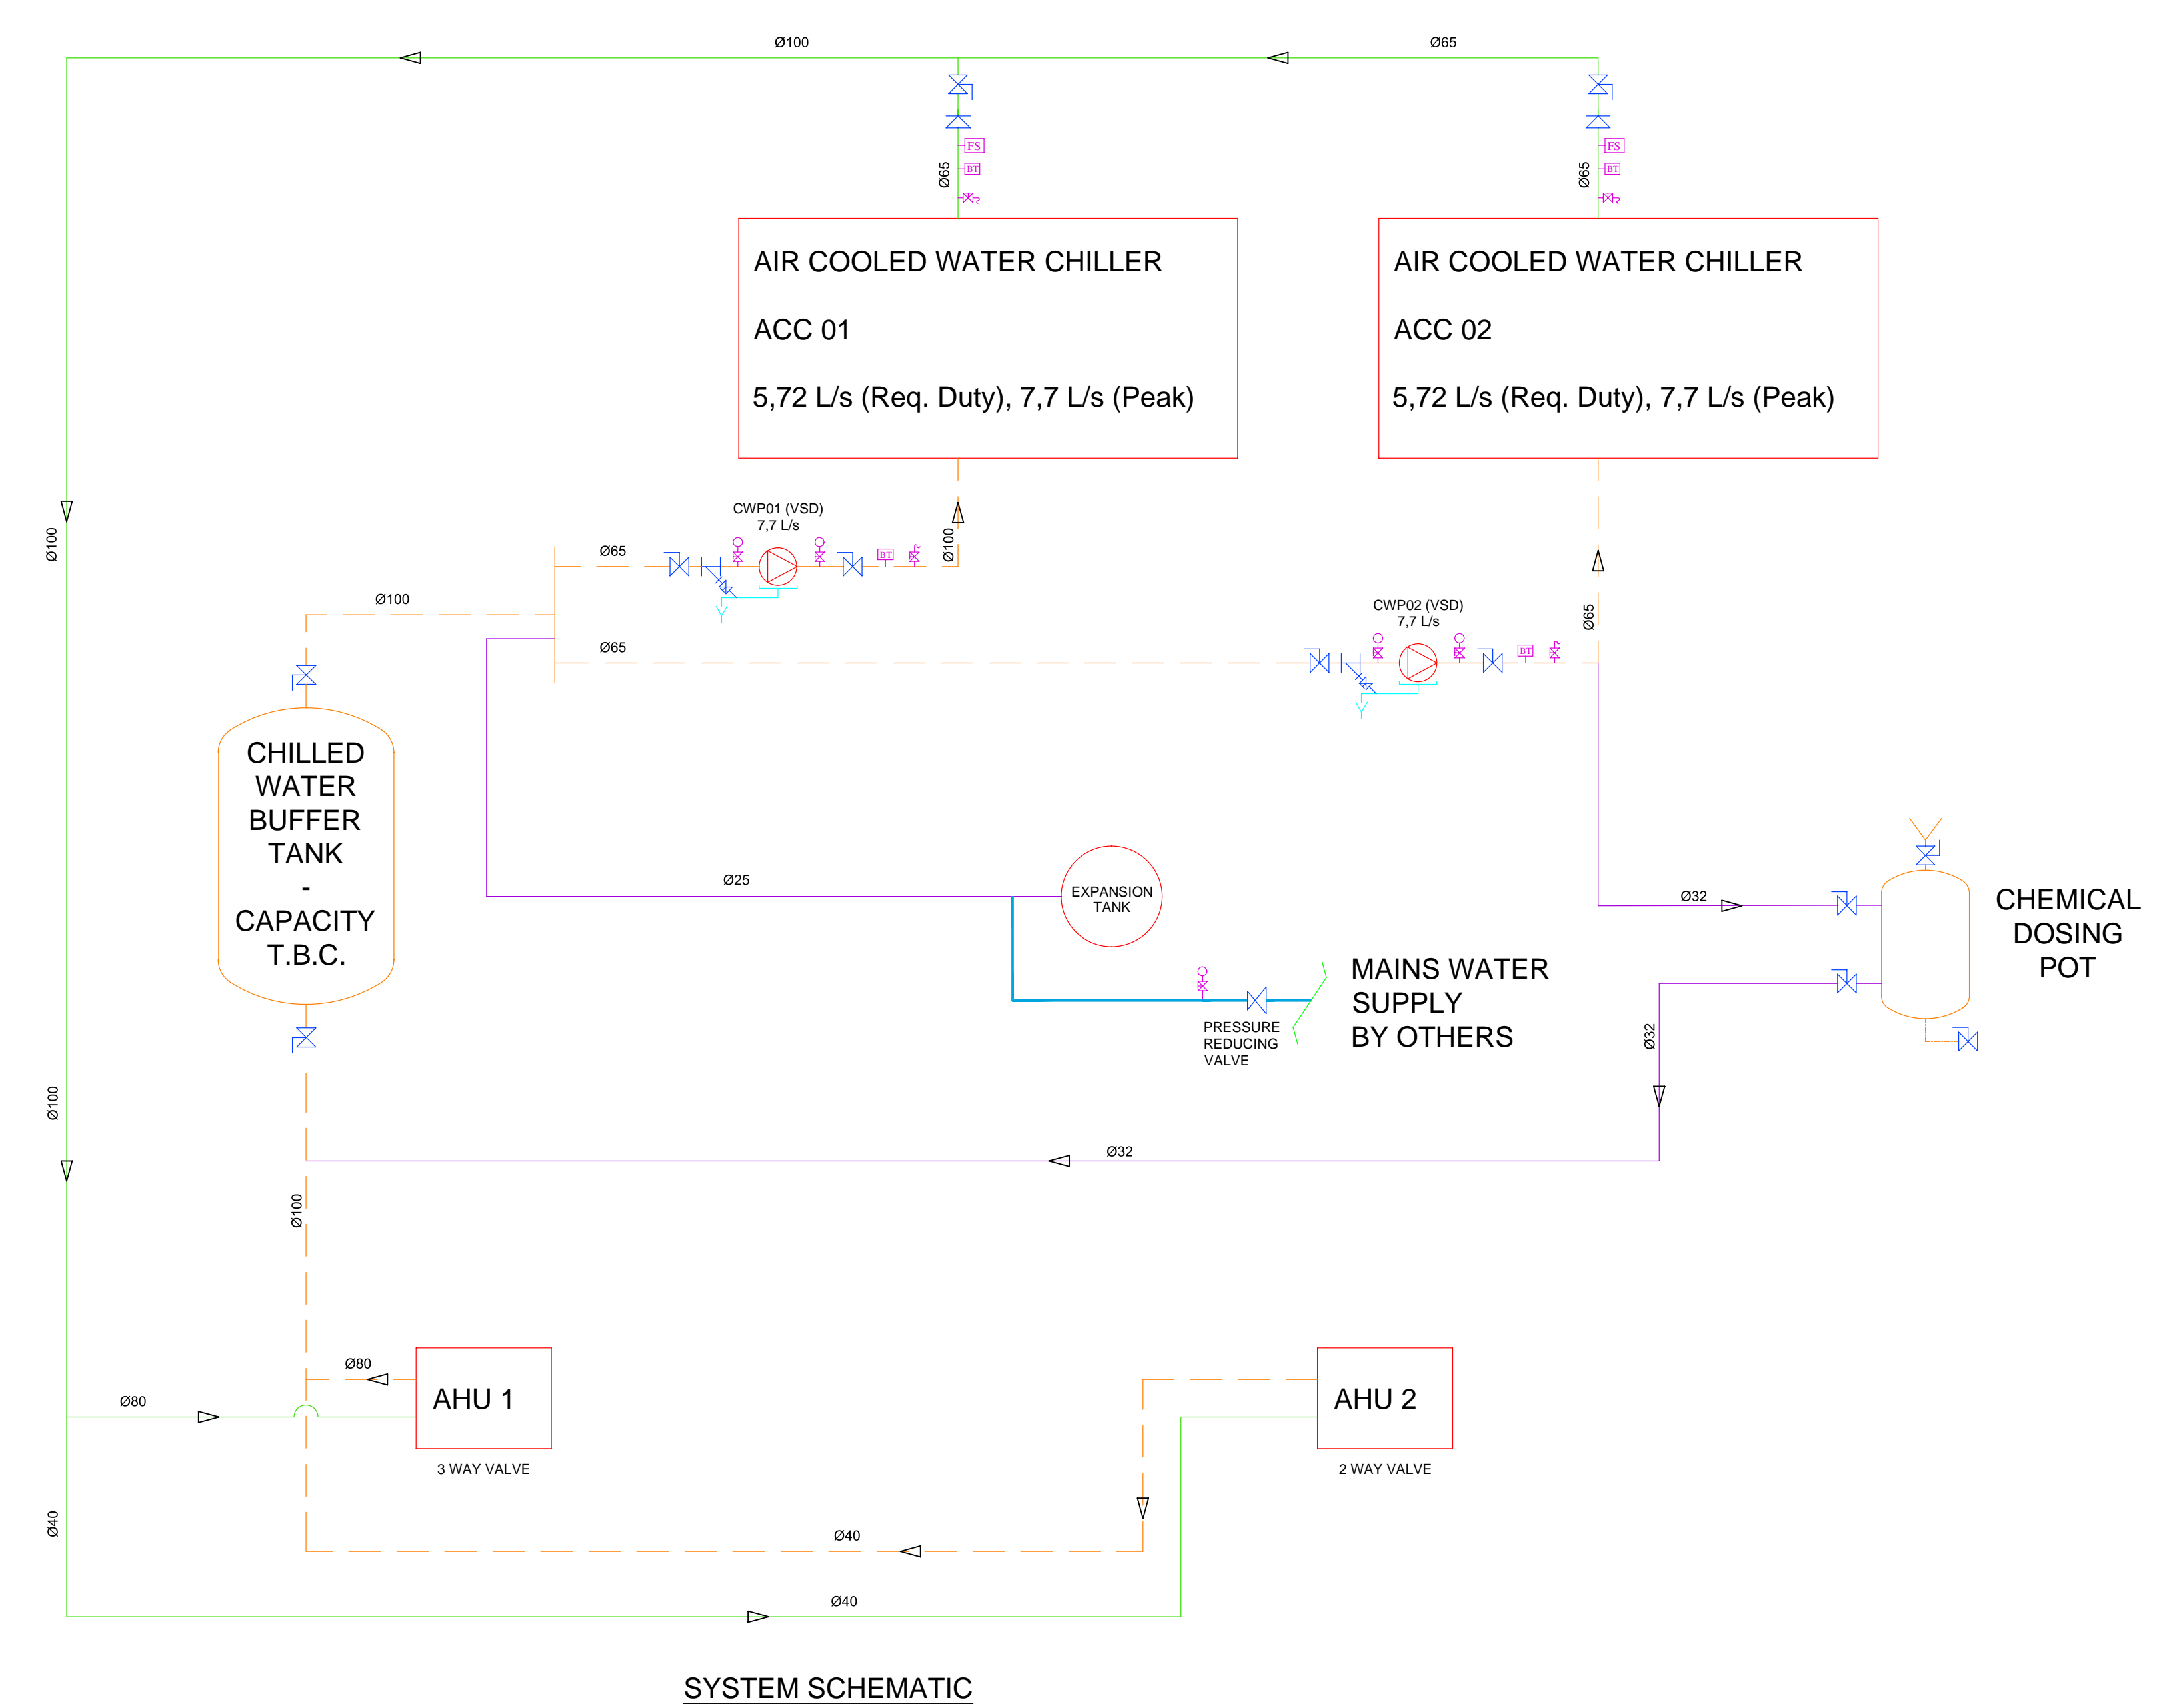 Ø100
Ø65
FS
BT
Ø65
FS
BT
Ø65
AIR COOLED WATER CHILLER
ACC 01
5,72 L/s (Req. Duty), 7,7 L/s (Peak)
AIR COOLED WATER CHILLER
ACC 02
5,72 L/s (Req. Duty), 7,7 L/s (Peak)
Ø100
CWP01 (VSD)
7,7 L/s
Ø65
BT
Ø100
Ø100
CWP02 (VSD)
7,7 L/s
Ø65
BT
Ø65
CHILLED
WATER
BUFFER
TANK
-
CAPACITY
T.B.C.
Ø25
EXPANSION
TANK
Ø32
CHEMICAL
DOSING
POT
MAINS WATER
SUPPLY
BY OTHERS
PRESSURE
REDUCING
VALVE
Ø32
Ø100
Ø32
Ø100
Ø80
AHU 1
AHU 2
Ø80
3 WAY VALVE
2 WAY VALVE
Ø40
Ø40
Ø40
SYSTEM SCHEMATIC